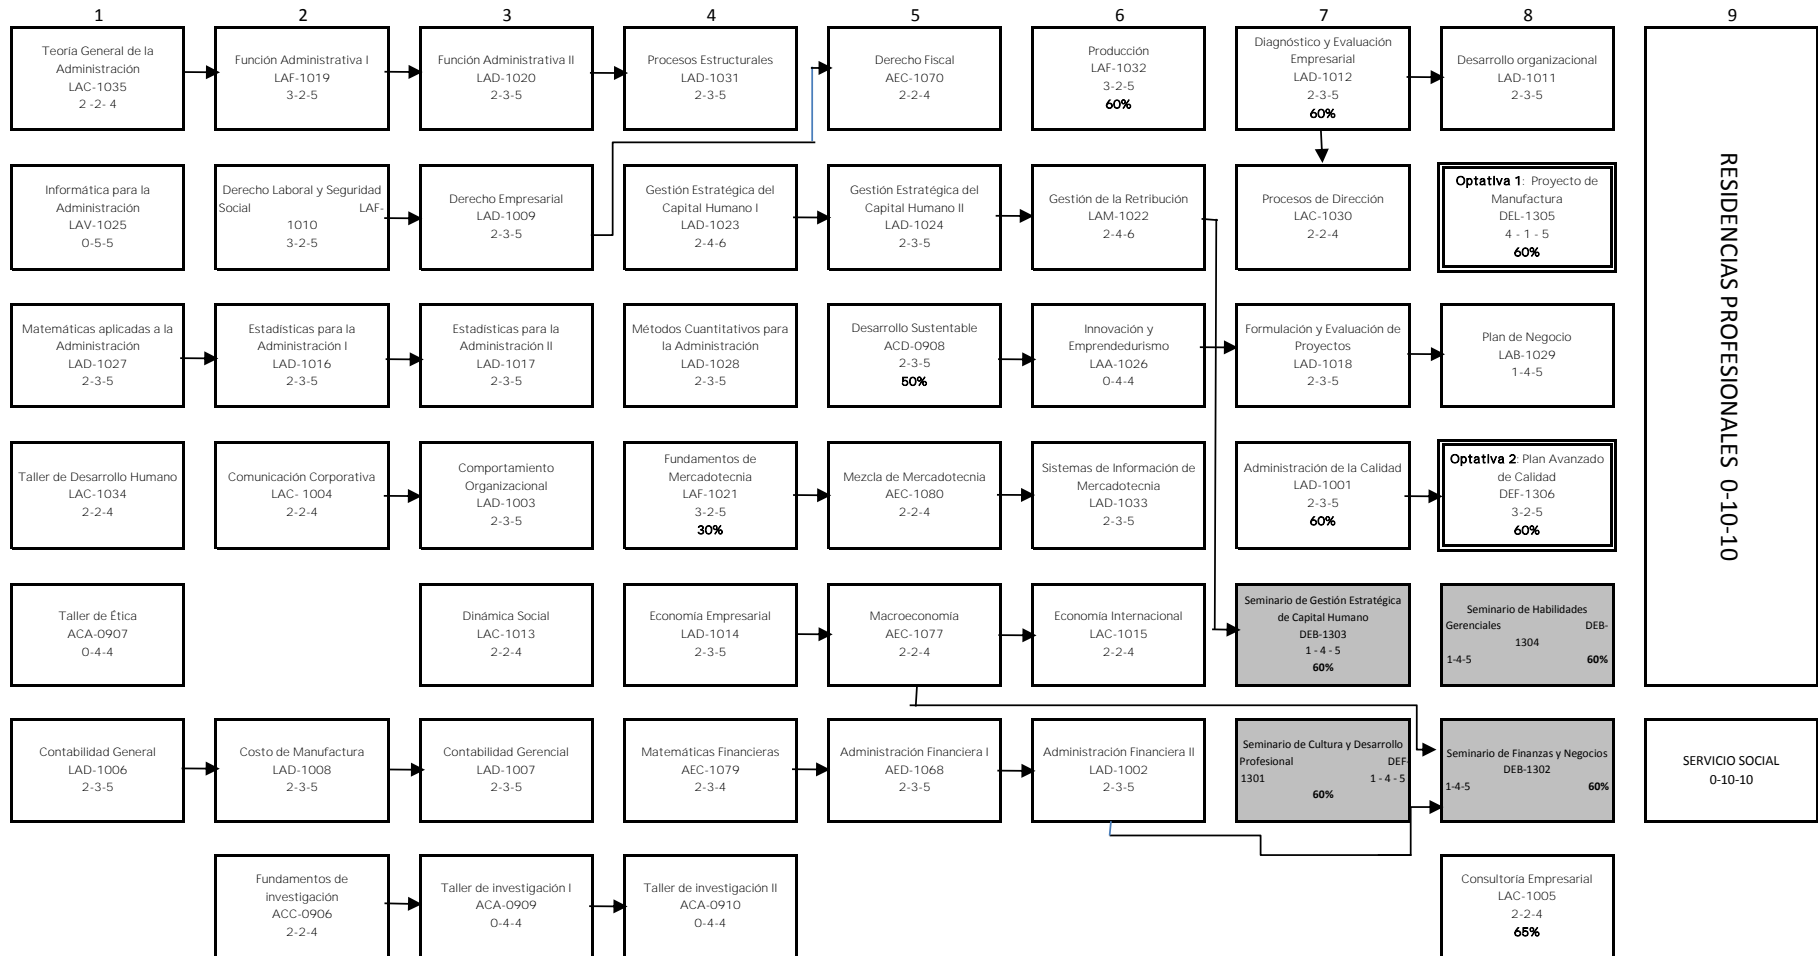 1 2 3 4 5 6 7 8 9
Teoría General de la
Administración
LAC-1035
2 -2- 4
Función Administrativa I
LAF-1019
3-2-5
Función Administrativa II
LAD-1020
2-3-5
Procesos Estructurales
LAD-1031
2-3-5
Derecho Fiscal
AEC-1070
2-2-4
Producción
LAF-1032
3-2-5
60%
Diagnóstico y Evaluación
Empresarial
LAD-1012
2-3-5
60%
Desarrollo organizacional
LAD-1011
2-3-5
RESIDENCIAS PROFESIONALES 0-10-10
Informática para la
Administración
LAV-1025
0-5-5
Derecho Laboral y Seguridad
Social LAF-
1010
3-2-5
Derecho Empresarial
LAD-1009
2-3-5
Gestión Estratégica del
Capital Humano I
LAD-1023
2-4-6
Gestión Estratégica del
Capital Humano II
LAD-1024
2-3-5
Gestión de la Retribución
LAM-1022
2-4-6
Procesos de Dirección
LAC-1030
2-2-4
Optativa 1: Proyecto de
Manufactura
DEL-1305
4 - 1 - 5
60%
Matemáticas aplicadas a la
Administración
LAD-1027
2-3-5
Estadísticas para la
Administración I
LAD-1016
2-3-5
Estadísticas para la
Administración II
LAD-1017
2-3-5
Métodos Cuantitativos para
la Administración
LAD-1028
2-3-5
Desarrollo Sustentable
ACD-0908
2-3-5
50%
Innovación y
Emprendedurismo
LAA-1026
0-4-4
Formulación y Evaluación de
Proyectos
LAD-1018
2-3-5
Plan de Negocio
LAB-1029
1-4-5
Taller de Desarrollo Humano
LAC-1034
2-2-4
Comunicación Corporativa
LAC- 1004
2-2-4
Comportamiento
Organizacional
LAD-1003
2-3-5
Fundamentos de
Mercadotecnia
LAF-1021
3-2-5
30%
Mezcla de Mercadotecnia
AEC-1080
2-2-4
Sistemas de Información de
Mercadotecnia
LAD-1033
2-3-5
Administración de la Calidad
LAD-1001
2-3-5
60%
Optativa 2: Plan Avanzado
de Calidad
DEF-1306
3-2-5
60%
Taller de Ética
ACA-0907
0-4-4
Dinámica Social
LAC-1013
2-2-4
Economía Empresarial
LAD-1014
2-3-5
Macroeconomía
AEC-1077
2-2-4
Economía Internacional
LAC-1015
2-2-4
Seminario de Gestión Estratégica
de Capital Humano
DEB-1303
1 - 4 - 5
60%
Seminario de Habilidades
Gerenciales DEB-
1304
1-4-5 60%
Contabilidad General
LAD-1006
2-3-5
Costo de Manufactura
LAD-1008
2-3-5
Contabilidad Gerencial
LAD-1007
2-3-5
Matemáticas Financieras
AEC-1079
2-3-4
Administración Financiera I
AED-1068
2-3-5
Administración Financiera II
LAD-1002
2-3-5
Seminario de Cultura y Desarrollo
Profesional DEF-
1301 1 - 4 - 5
60%
Seminario de Finanzas y Negocios
DEB-1302
1-4-5 60%
SERVICIO SOCIAL
0-10-10
Fundamentos de
investigación
ACC-0906
2-2-4
Taller de investigación I
ACA-0909
0-4-4
Taller de investigación II
ACA-0910
0-4-4
Consultoría Empresarial
LAC-1005
2-2-4
65%